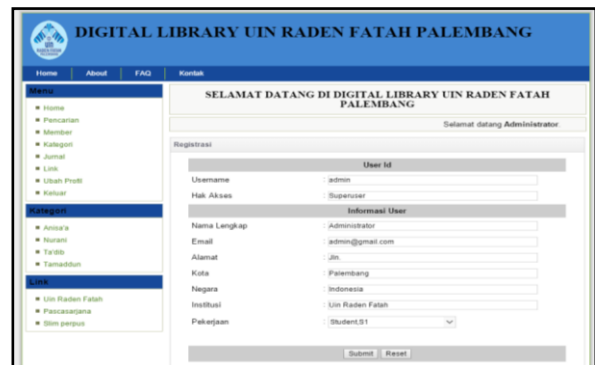 DIGITAL LIBRARY UIN RADEN FATAH PALEMBANG
Home About FAQ Kontak
Menu
Home
Pencarian
Member
Kategori
Jurnal
Link
Ubah Profil
Keluar
Kategori
Anisa'a
Nurani
Ta'dib
Tamaddun
Link
Uin Raden Fatah
Pascasarjana
Slim perpus
SELAMAT DATANG DI DIGITAL LIBRARY UIN RADEN FATAH
PALEMBANG
Selamat datang Administrator.
Registrasi
User Id
Username : admin
Hak Akses : Superuser
Informasi User
Nama Lengkap : Administrator
Email : admin@gmail.com
Alamat : Jln.
Kota : Palembang
Negara : Indonesia
Institusi : Uin Raden Fatah
Pekerjaan : Student,S1
Submit Reset